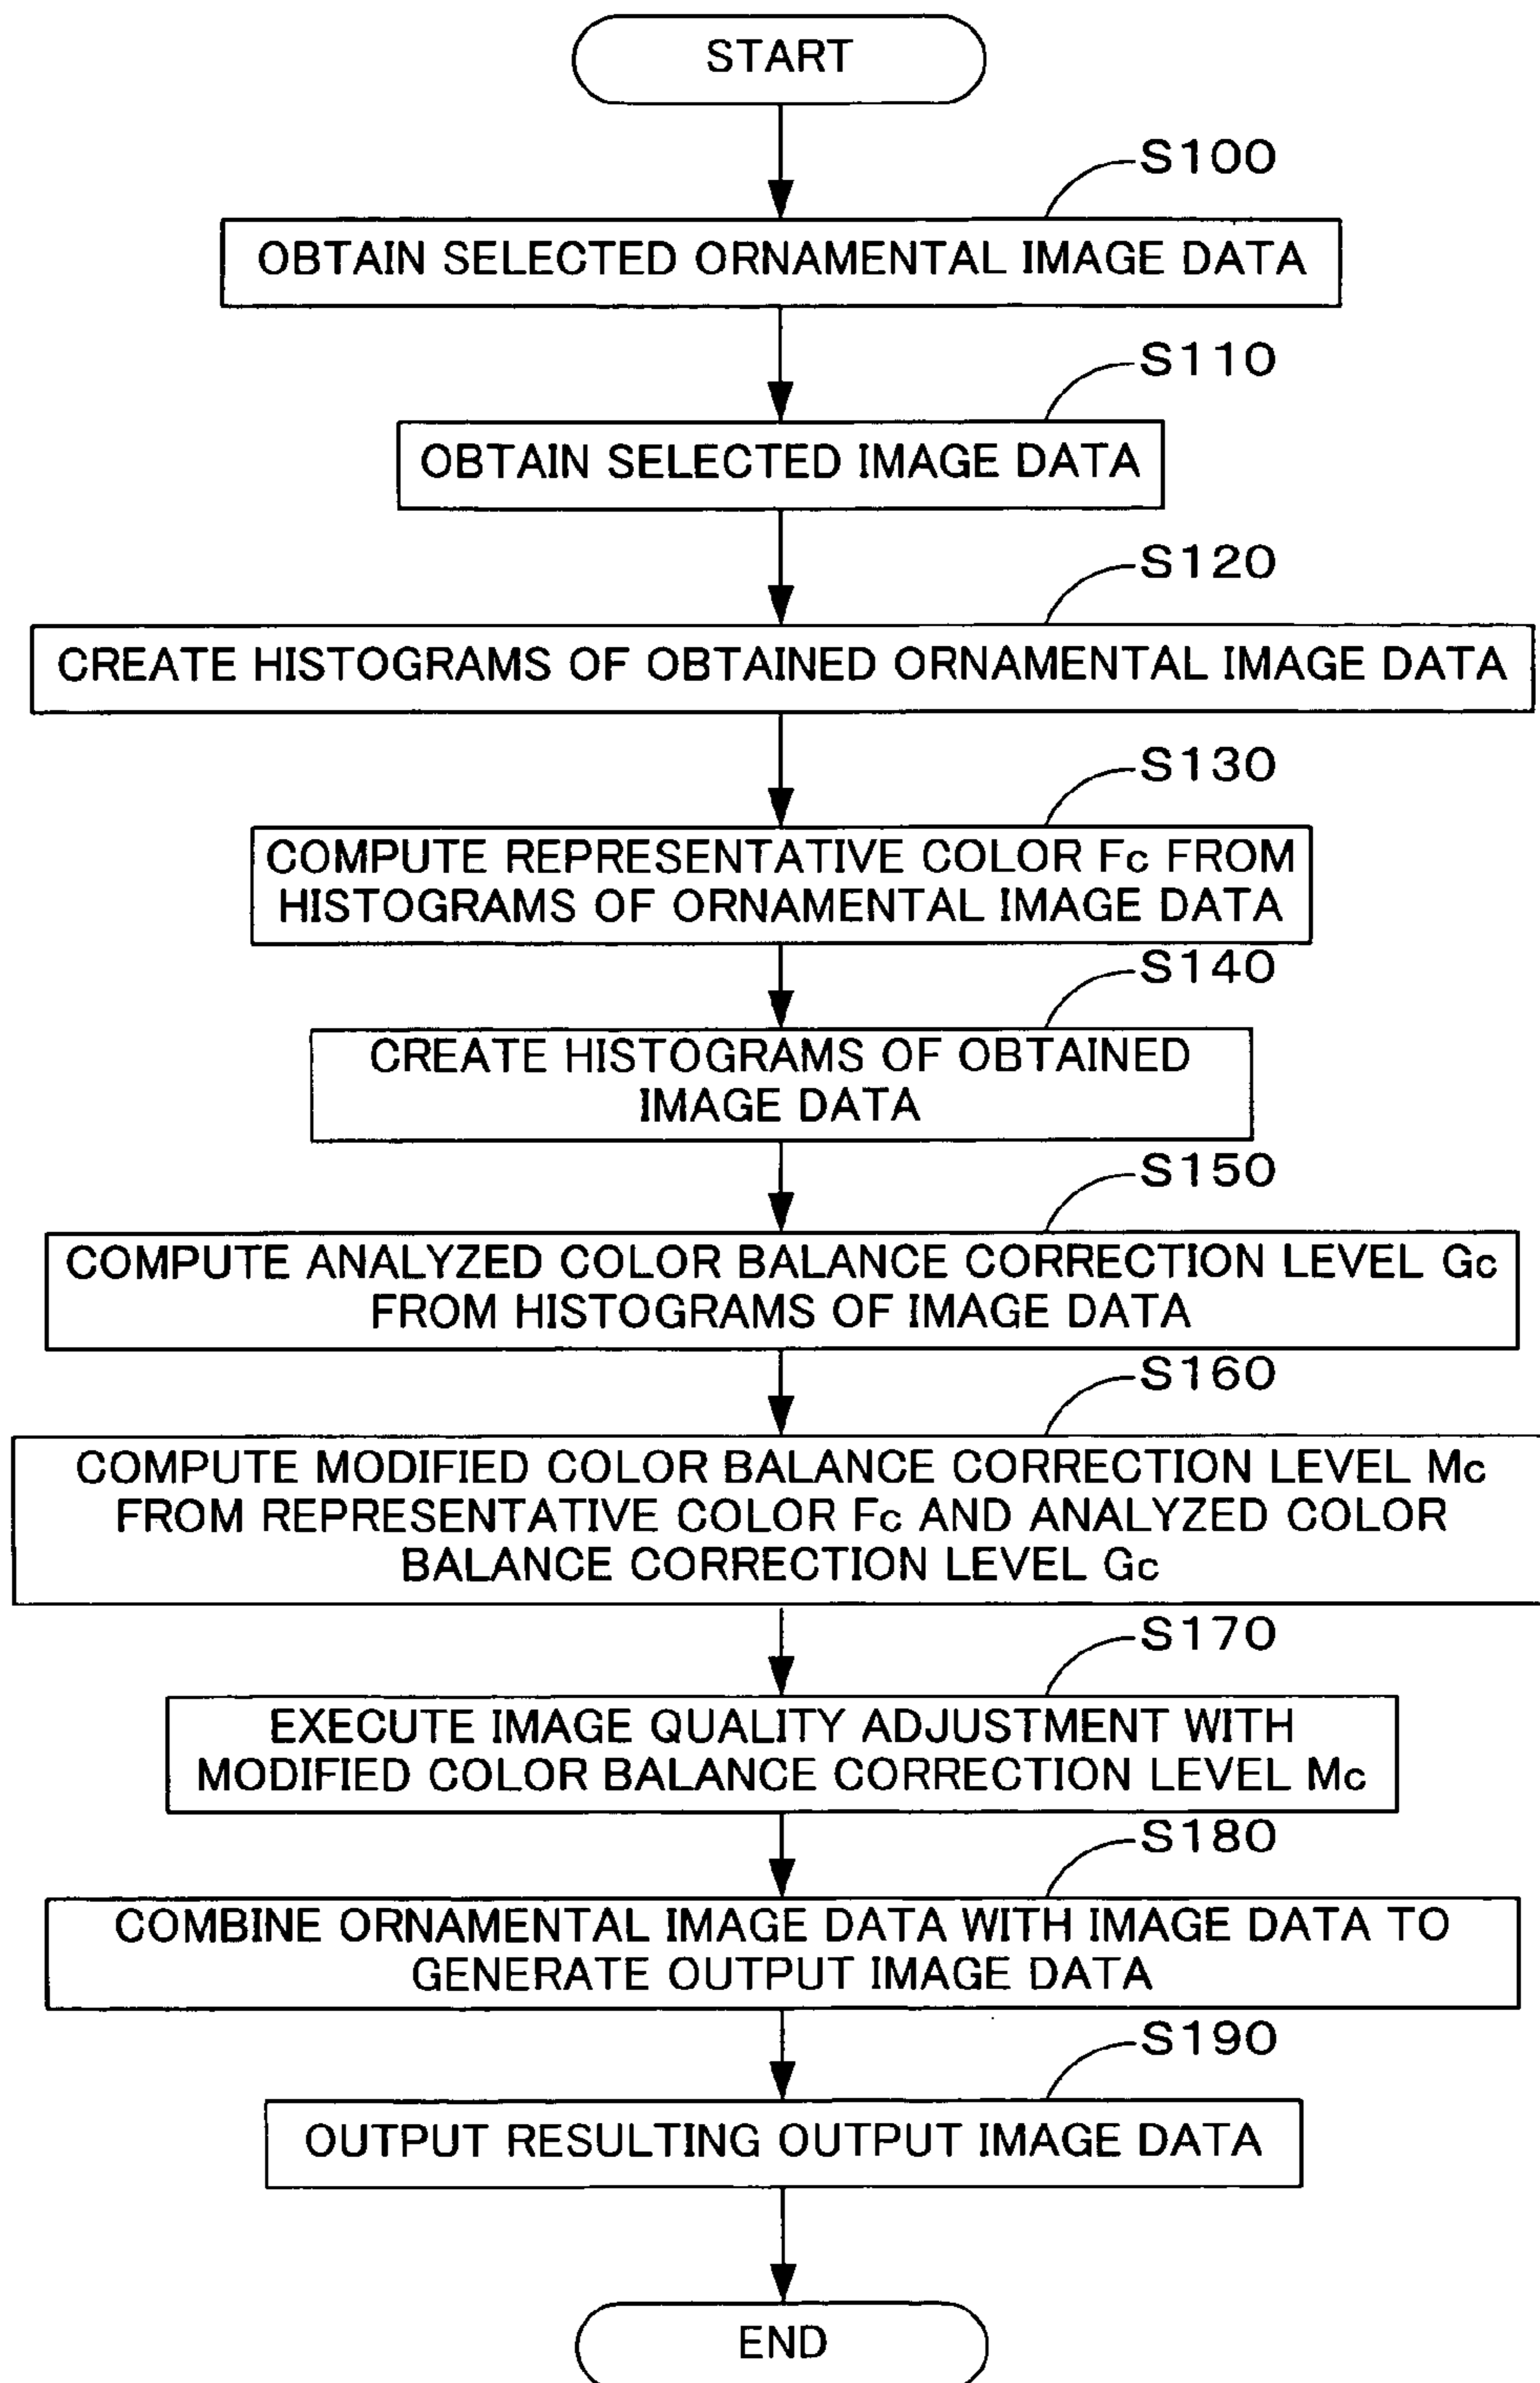 START
S100
OBTAIN SELECTED ORNAMENTAL IMAGE DATA
S110
OBTAIN SELECTED IMAGE DATA
S120
CREATE HISTOGRAMS OF OBTAINED ORNAMENTAL IMAGE DATA
S130
COMPUTE REPRESENTATIVE COLOR Fc FROM
HISTOGRAMS OF ORNAMENTAL IMAGE DATA
S140
CREATE HISTOGRAMS OF OBTAINED
IMAGE DATA
S150
COMPUTE ANALYZED COLOR BALANCE CORRECTION LEVEL Gc
FROM HISTOGRAMS OF IMAGE DATA
S160
COMPUTE MODIFIED COLOR BALANCE CORRECTION LEVEL Mc
FROM REPRESENTATIVE COLOR Fc AND ANALYZED COLOR
BALANCE CORRECTION LEVEL Gc
S170
EXECUTE IMAGE QUALITY ADJUSTMENT WITH
MODIFIED COLOR BALANCE CORRECTION LEVEL Mc
S180
COMBINE ORNAMENTAL IMAGE DATA WITH IMAGE DATA TO
GENERATE OUTPUT IMAGE DATA
S190
OUTPUT RESULTING OUTPUT IMAGE DATA
END